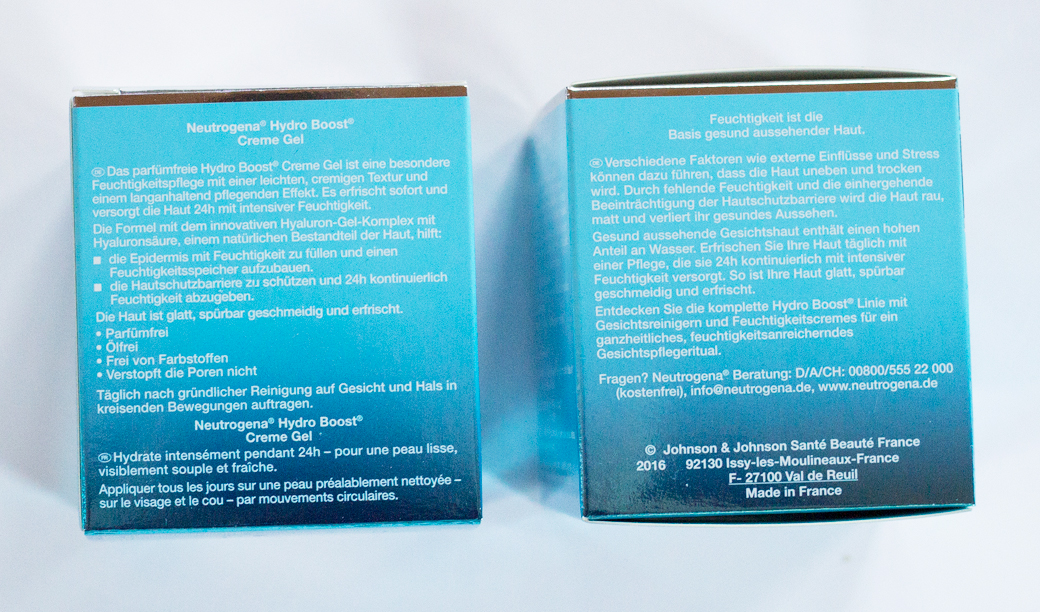 Neutrogena® Hydro Boost®
Creme Gel
DE Das parfümfreie Hydro Boost® Creme Gel ist eine besondere
Feuchtigkeitspflege mit einer leichten, cremigen Textur und
einem langanhaltend pflegenden Effekt. Es erfrischt sofort und
versorgt die Haut 24h mit intensiver Feuchtigkeit.
Die Formel mit dem innovativen Hyaluron-Gel-Komplex mit
Hyaluronsäure, einem natürlichen Bestandteil der Haut, hilft:
■ die Epidermis mit Feuchtigkeit zu füllen und einen
Feuchtigkeitsspeicher aufzubauen.
■ die Hautschutzbarriere zu schützen und 24h kontinuierlich
Feuchtigkeit abzugeben.
Die Haut ist glatt, spürbar geschmeidig und erfrischt.
• Parfümfrei
• Ölfrei
• Frei von Farbstoffen
• Verstopft die Poren nicht
Täglich nach gründlicher Reinigung auf Gesicht und Hals in
kreisenden Bewegungen auftragen.
Neutrogena® Hydro Boost®
Creme Gel
FR Hydrate intensément pendant 24h – pour une peau lisse,
visiblement souple et fraîche.
Appliquer tous les jours sur une peau préalablement nettoyée –
sur le visage et le cou – par mouvements circulaires.
Feuchtigkeit ist die
Basis gesund aussehender Haut.
DE Verschiedene Faktoren wie externe Einflüsse und Stress
können dazu führen, dass die Haut uneben und trocken
wird. Durch fehlende Feuchtigkeit und die einhergehende
Beeinträchtigung der Hautschutzbarriere wird die Haut rau,
matt und verliert ihr gesundes Aussehen.
Gesund aussehende Gesichtshaut enthält einen hohen
Anteil an Wasser. Erfrischen Sie Ihre Haut täglich mit
einer Pflege, die sie 24h kontinuierlich mit intensiver
Feuchtigkeit versorgt. So ist Ihre Haut glatt, spürbar
geschmeidig und erfrischt.
Entdecken Sie die komplette Hydro Boost® Linie mit
Gesichtsreinigern und Feuchtigkeitscremes für ein
ganzheitliches, feuchtigkeitsanreicherndes
Gesichtspflegeritual.
Fragen? Neutrogena® Beratung: D/A/CH: 00800/555 22 000
(kostenfrei), info@neutrogena.de, www.neutrogena.de
© Johnson & Johnson Santé Beauté France
2016 92130 Issy-les-Moulineaux-France
F- 27100 Val de Reuil
Made in France